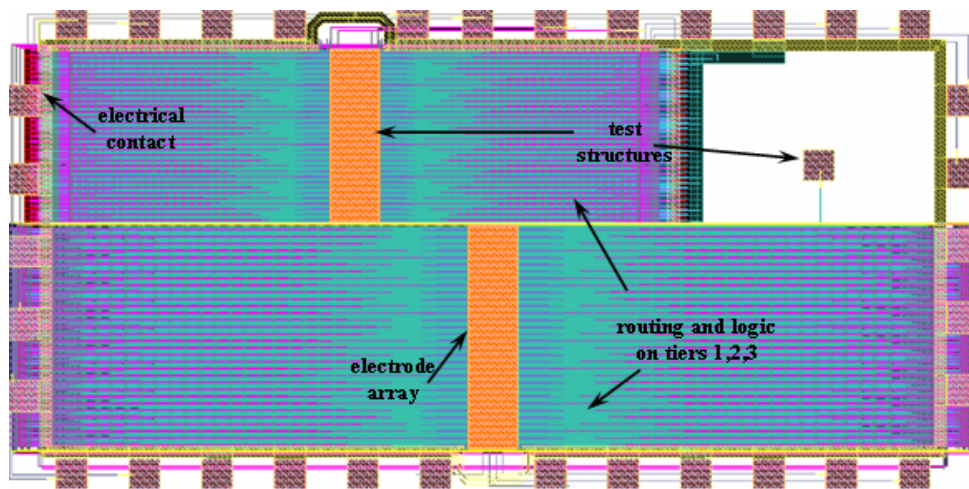 electrical
contact
test
structures
routing and logic
on tiers 1,2,3
electrode
array